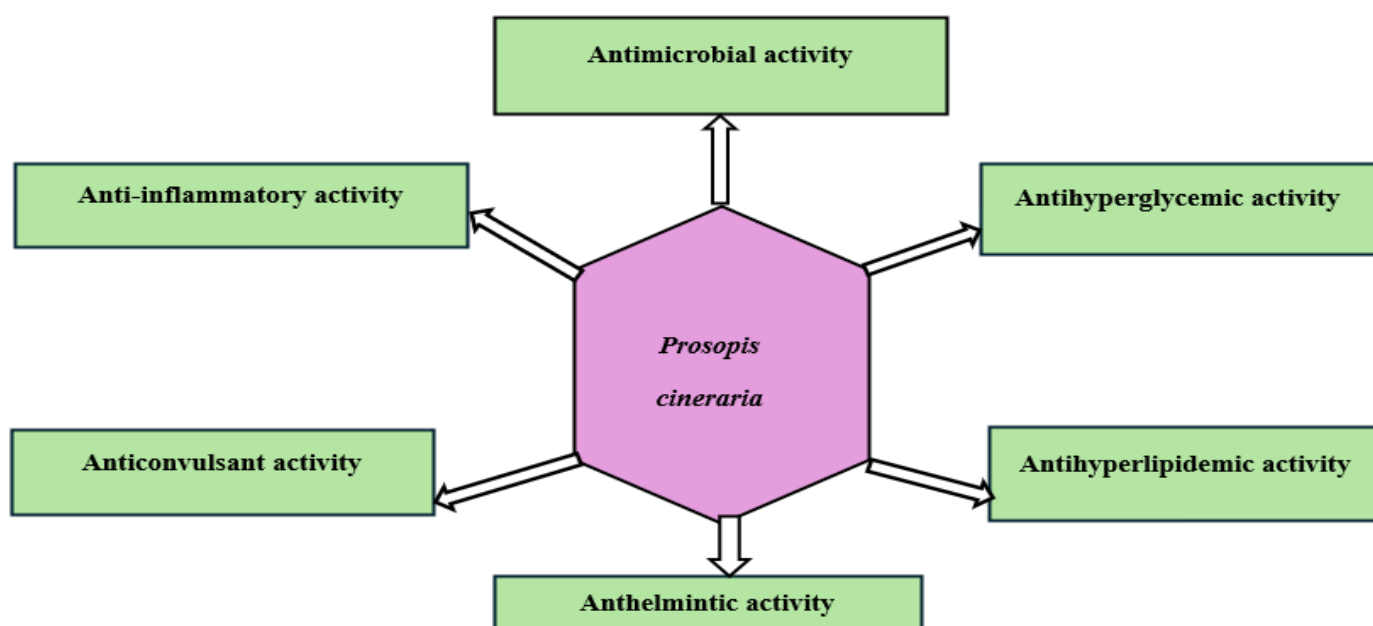 Antimicrobial activity
Anti-inflammatory activity
Antihyperglycemic activity
Prosopis
cineraria
Anticonvulsant activity
Antihyperlipidemic activity
Anthelmintic activity